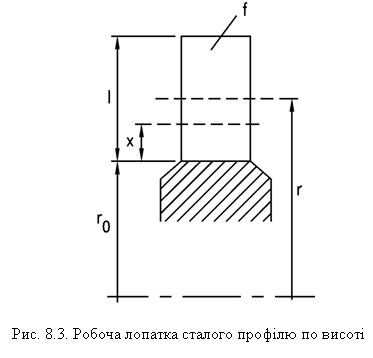 f
l
x
r
r0
Рис. 8.3. Робоча лопатка сталого профілю по висоті